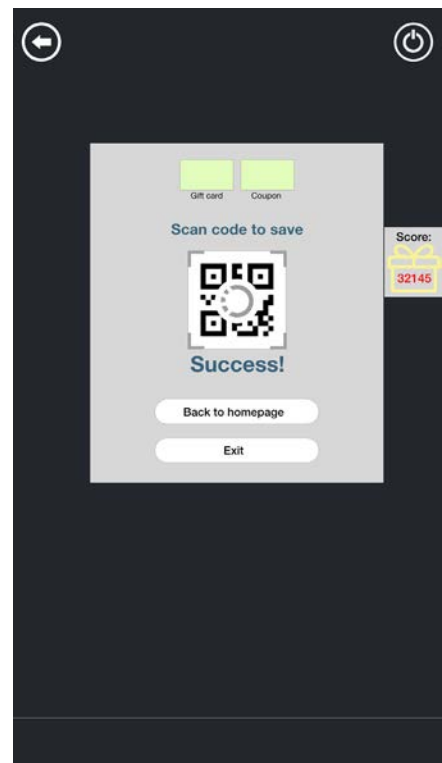 Gift card Coupon
Scan code to save
Score:
32145
Success!
Back to homepage
Exit